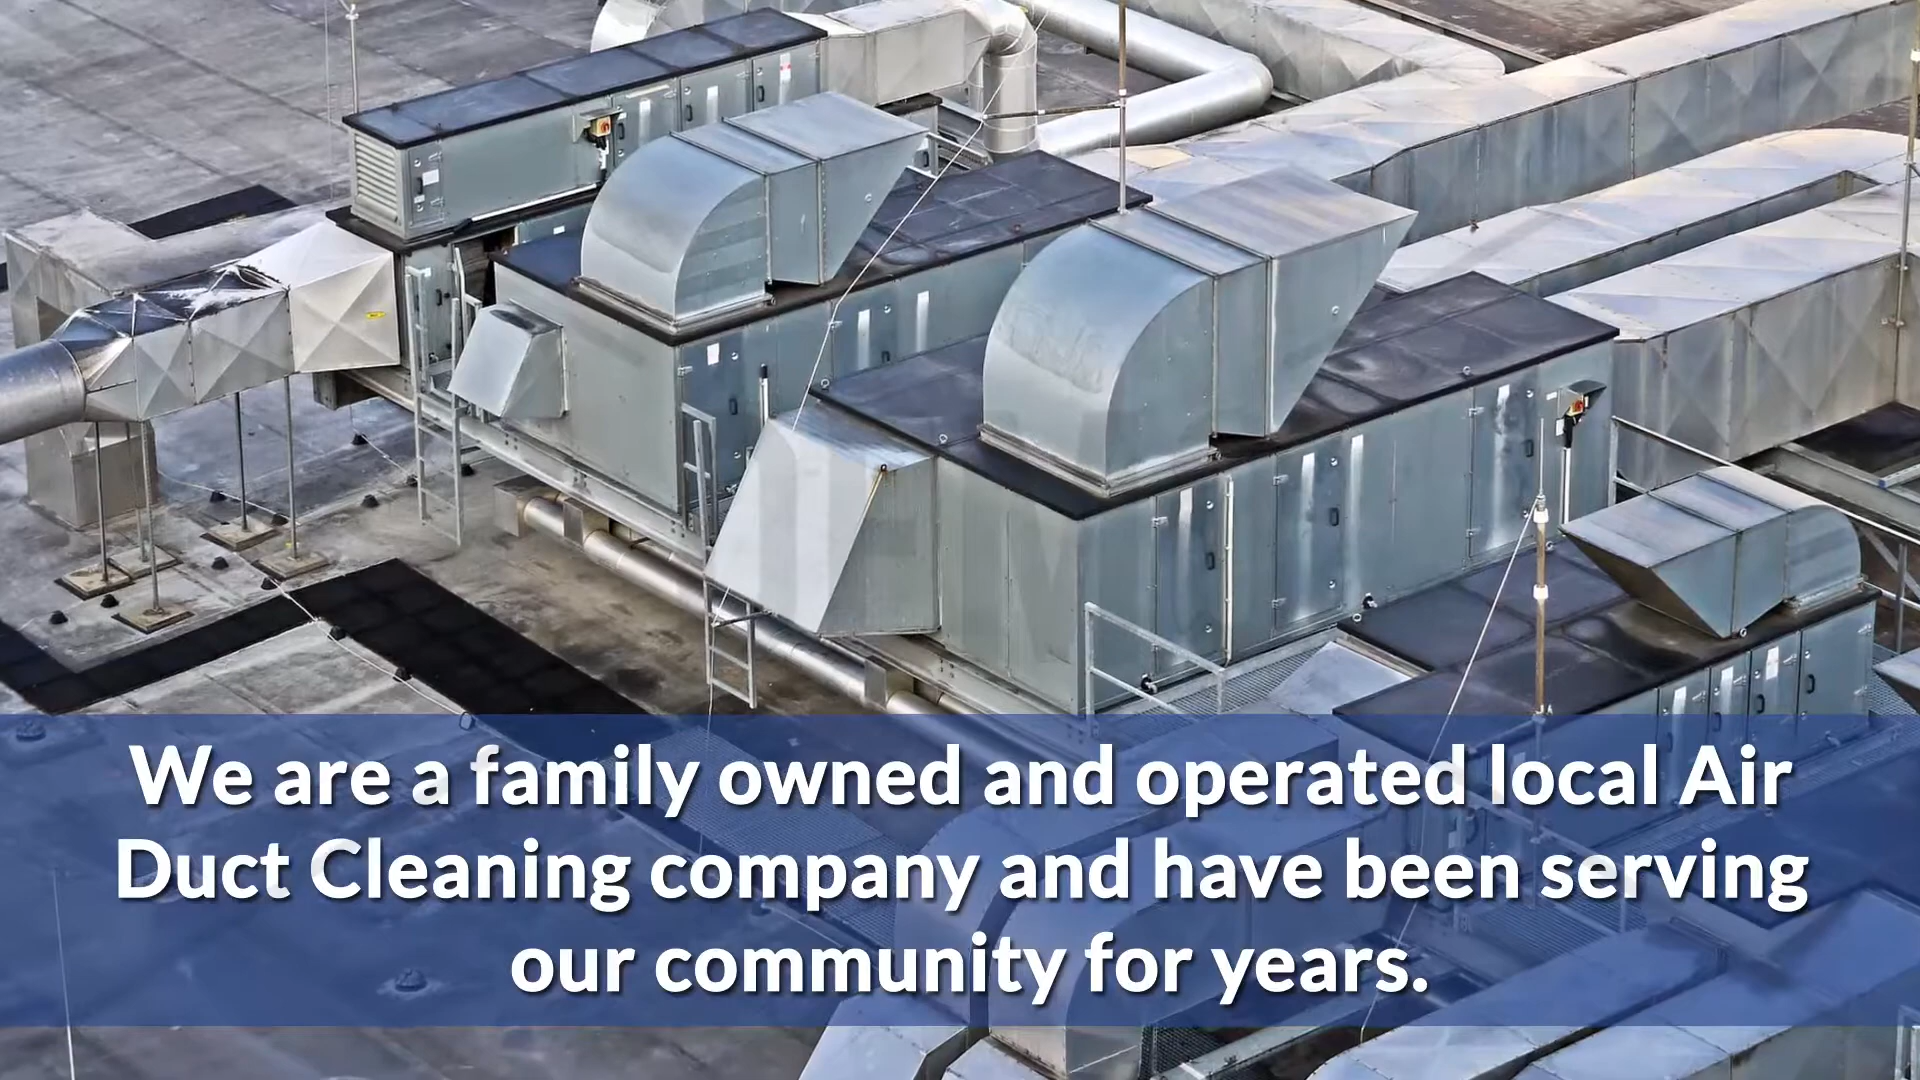 We are a family owned and operated local Air
Duct Cleaning company and have been serving
our community for years.